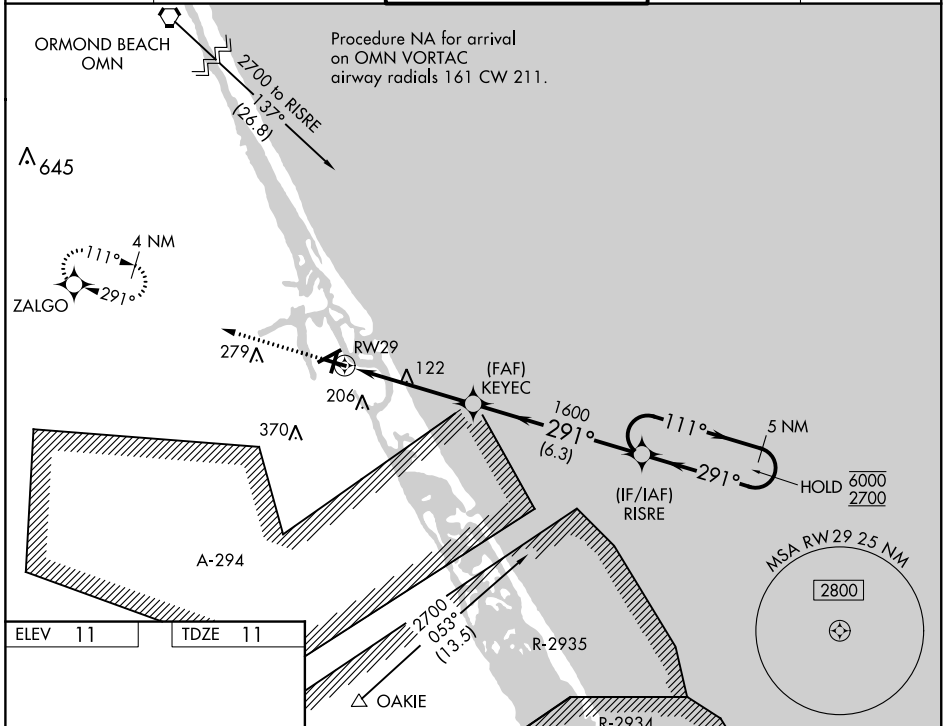 ORMOND BEACH
OMN
Procedure NA for arrival
on OMN VORTAC
airway radials 161 CW 211.
2700 to RISRE
137°
(26.8)
645
4 NM
111°
291°
ZALGO
279
RW29
122
206
(FAF)
KEYEC
370
1600
291°
(6.3)
111°
5 NM
291°
HOLD 6000
2700
(IF/IAF)
RISRE
A-294
MSA RW29 25 NM
2800
ELEV 11
TDZE 11
2700
053°
(13.5)
R-2935
OAKIE
R-2934